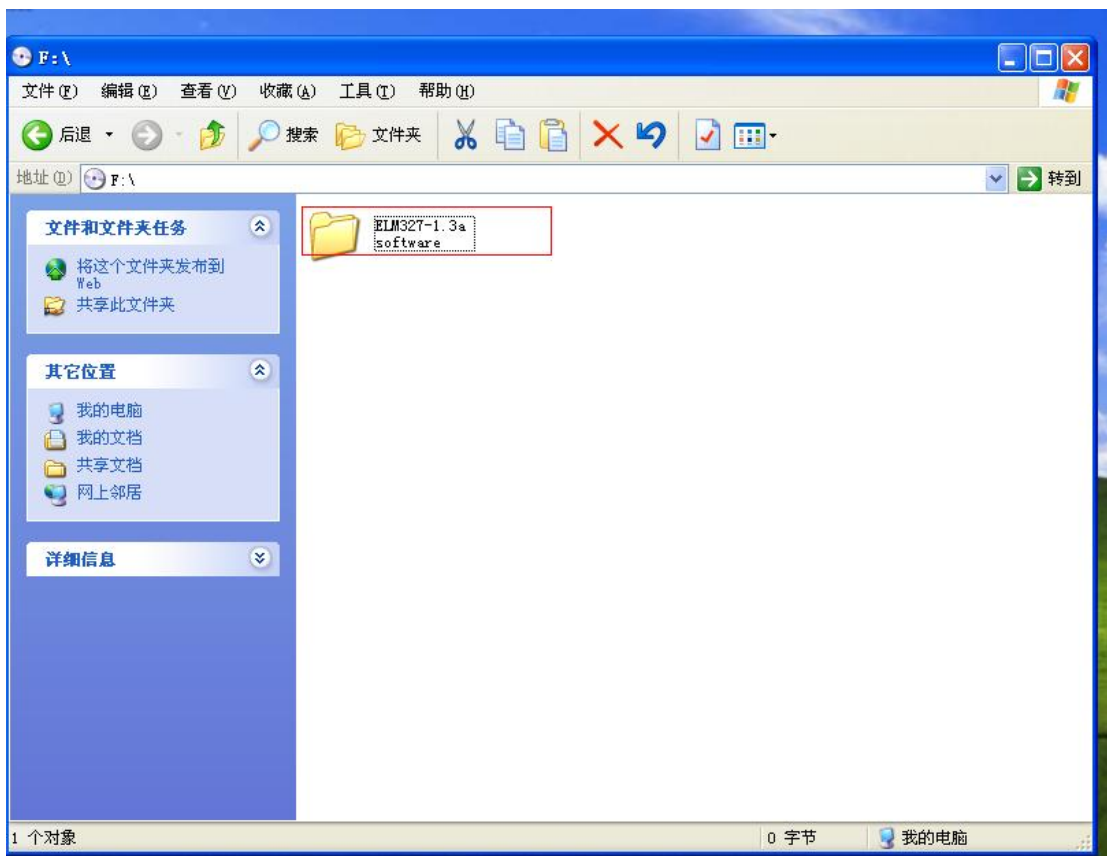 F:\
文件(F) 编辑(E) 查看(V) 收藏(A) 工具(T) 帮助(H)
后退 搜索 文件夹
地址(D) F:\ 转到
文件和文件夹任务
将这个文件夹发布到
Web
共享此文件夹
其它位置
我的电脑
我的文档
共享文档
网上邻居
详细信息
ELM327-1.3a
software
1 个对象 0 字节 我的电脑